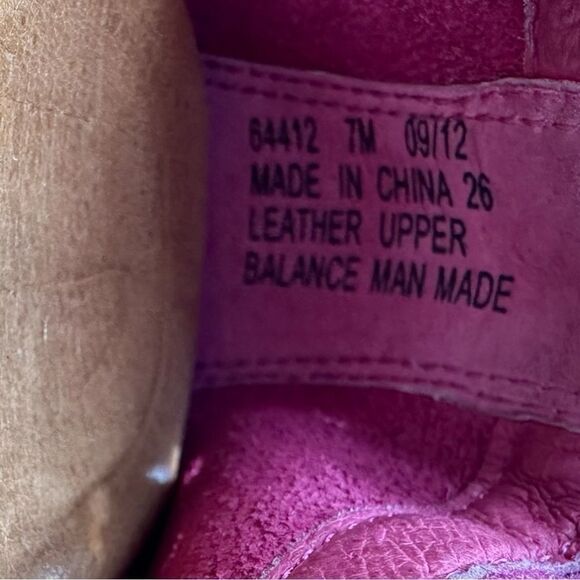 64412 7M 09/12
MADE IN CHINA 26
LEATHER UPPER
BALANCE MAN MADE